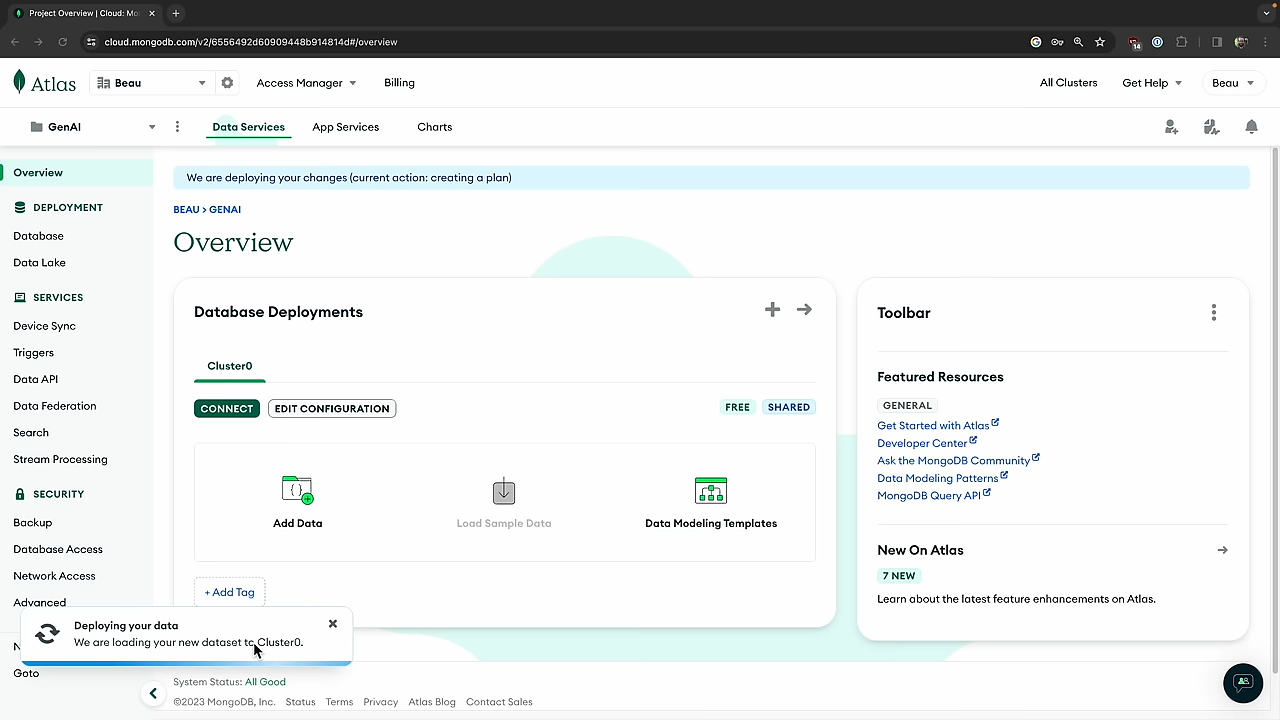 Project Overview | Cloud: Mon
cloud.mongodb.com/v2/6556492d60909448b914814d#/overview
14
Atlas
Beau
Access Manager
Billing
All Clusters
Get Help
Beau
GenAI
Data Services
App Services
Charts
Overview
We are deploying your changes (current action: creating a plan)
DEPLOYMENT
BEAU > GENAI
Database
Overview
Data Lake
SERVICES
Device Sync
Triggers
Data API
Data Federation
Search
Stream Processing
SECURITY
Backup
Database Access
Network Access
Advanced
Goto
Database Deployments
Cluster0
CONNECT
EDIT CONFIGURATION
FREE
SHARED
Add Data
Load Sample Data
Data Modeling Templates
+ Add Tag
Toolbar
Featured Resources
GENERAL
Get Started with Atlas
Developer Center
Ask the MongoDB Community
Data Modeling Patterns
MongoDB Query API
New On Atlas
7 NEW
Learn about the latest feature enhancements on Atlas.
Deploying your data
We are loading your new dataset to Cluster0.
System Status: All Good
©2023 MongoDB, Inc.
Status
Terms
Privacy
Atlas Blog
Contact Sales